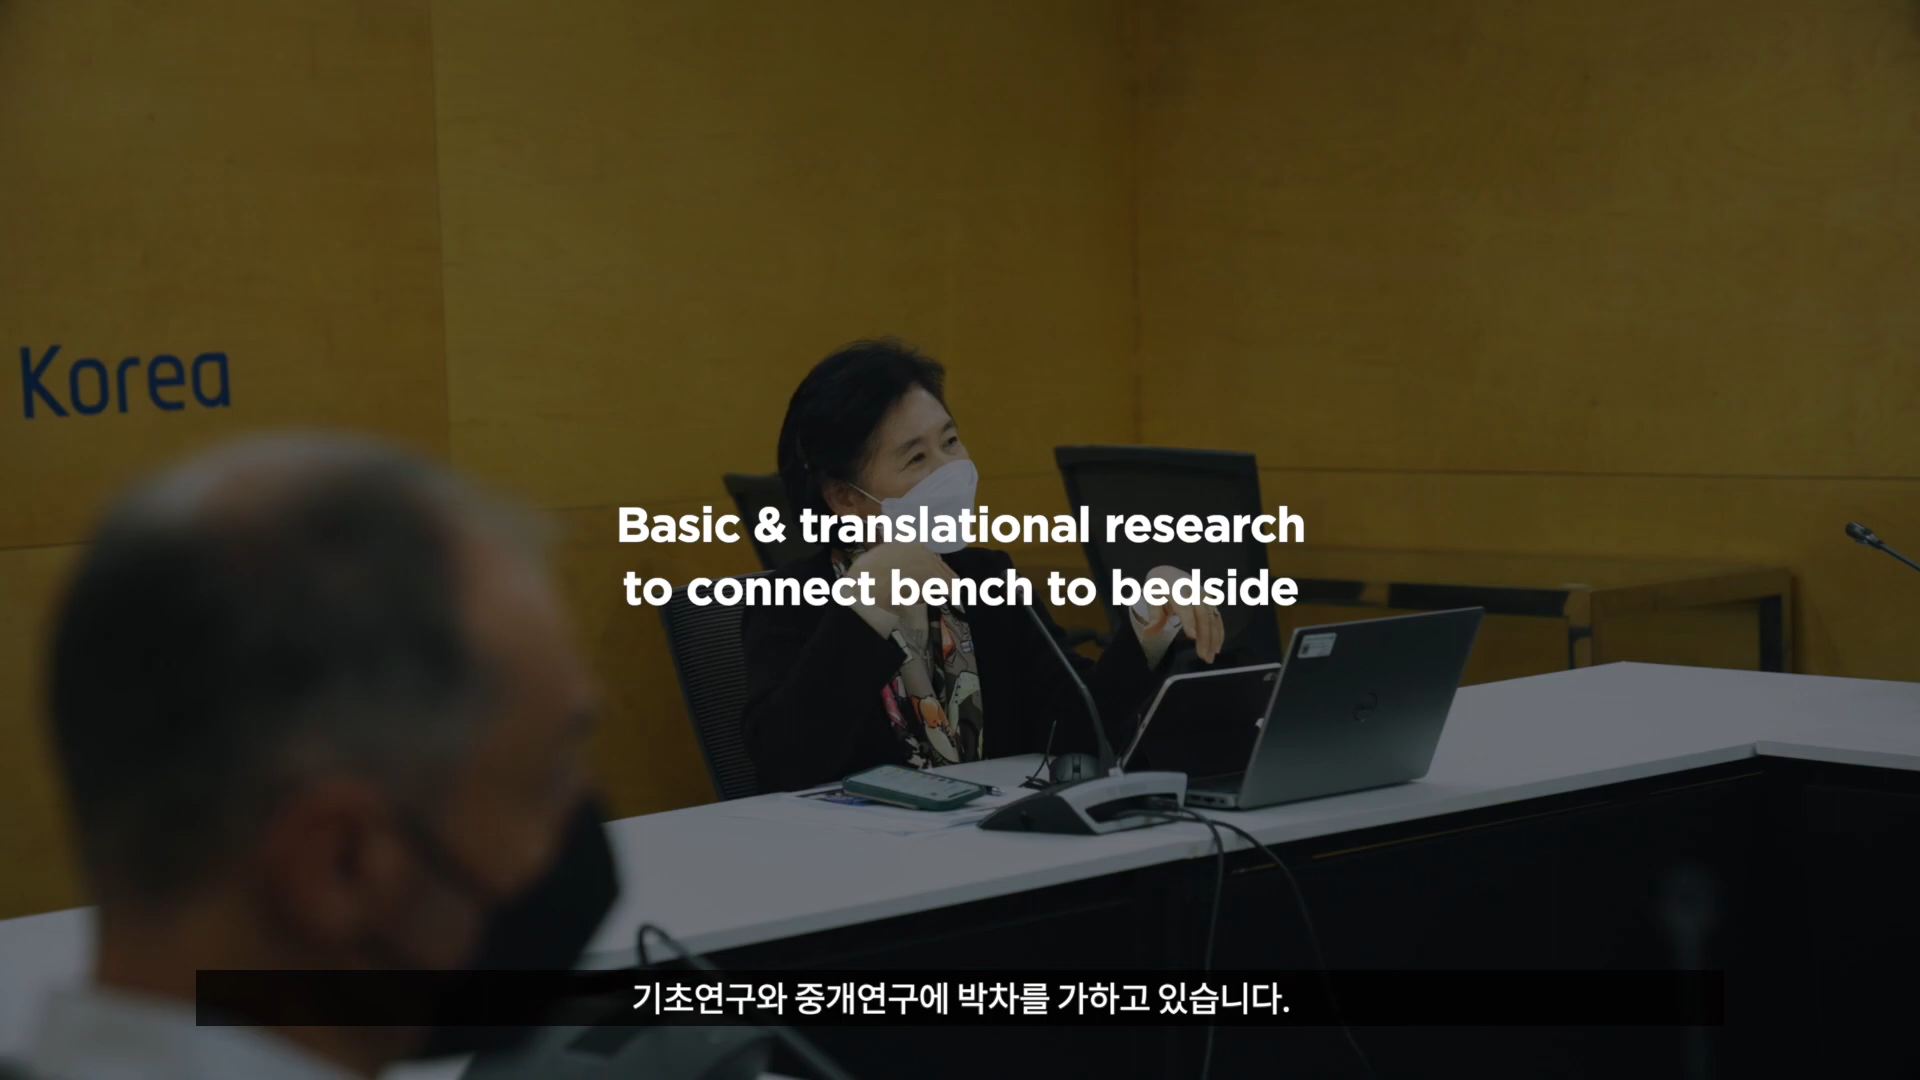 Korea
Basic & translational research
to connect bench to bedside
기초연구와 중개연구에 박차를 가하고 있습니다.